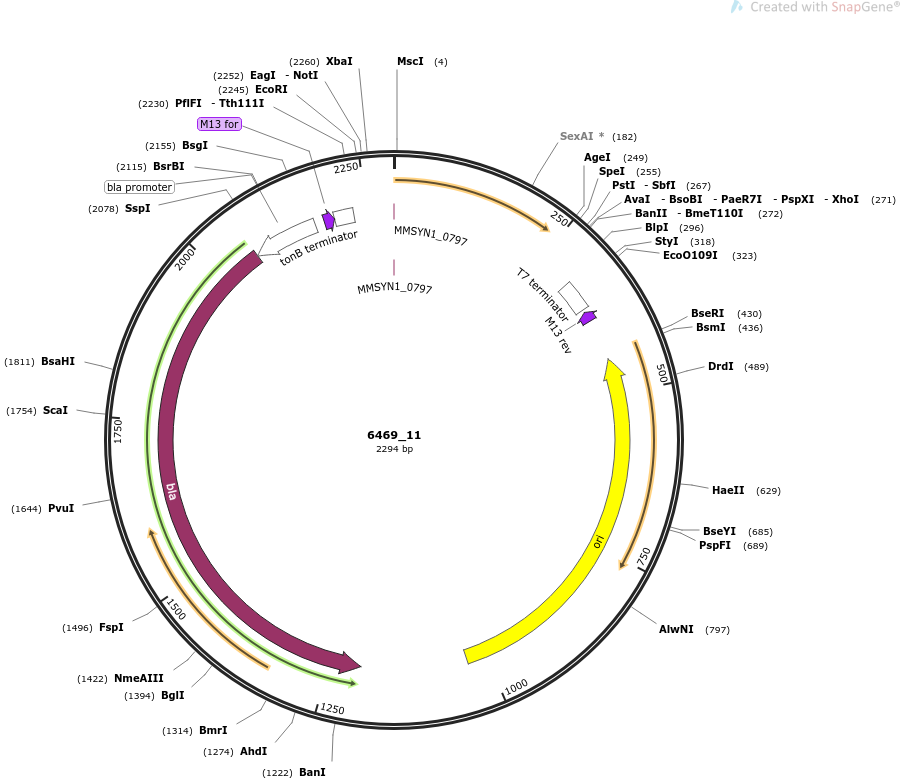 Created with SnapGene®
(2260) XbaI
MscI (4)
(2252) EagI - NotI
(2245) EcoRI
(2230) PflFI - Tth111I
M13 for
(2155) BsgI
(2115) BsrBI
bla promoter
(2078) SspI
SexAI * (182)
AgeI (249)
SpeI (255)
PstI - SbfI (267)
AvaI - BsoBI - PaeR7I - PspXI - XhoI (271)
BanII - BmeT110I (272)
BlpI (296)
StyI (318)
EcoO109I (323)
2250
250
2000
tonB terminator
MMSYN1_0797
MMSYN1_0797
T7 terminator
M13 rev
BseRI (430)
BsmI (436)
DrdI (489)
500
(1811) BsaHI
(1754) ScaI
1750
6469_11
2294 bp
bla
HaeII (629)
(1644) PvuI
BseYI (685)
PspFI (689)
ori
750
1500
(1496) FspI
AlwNI (797)
(1422) NmeAIII
(1394) BglI
1000
1250
(1314) BmrI
(1274) AhdI
(1222) BanI